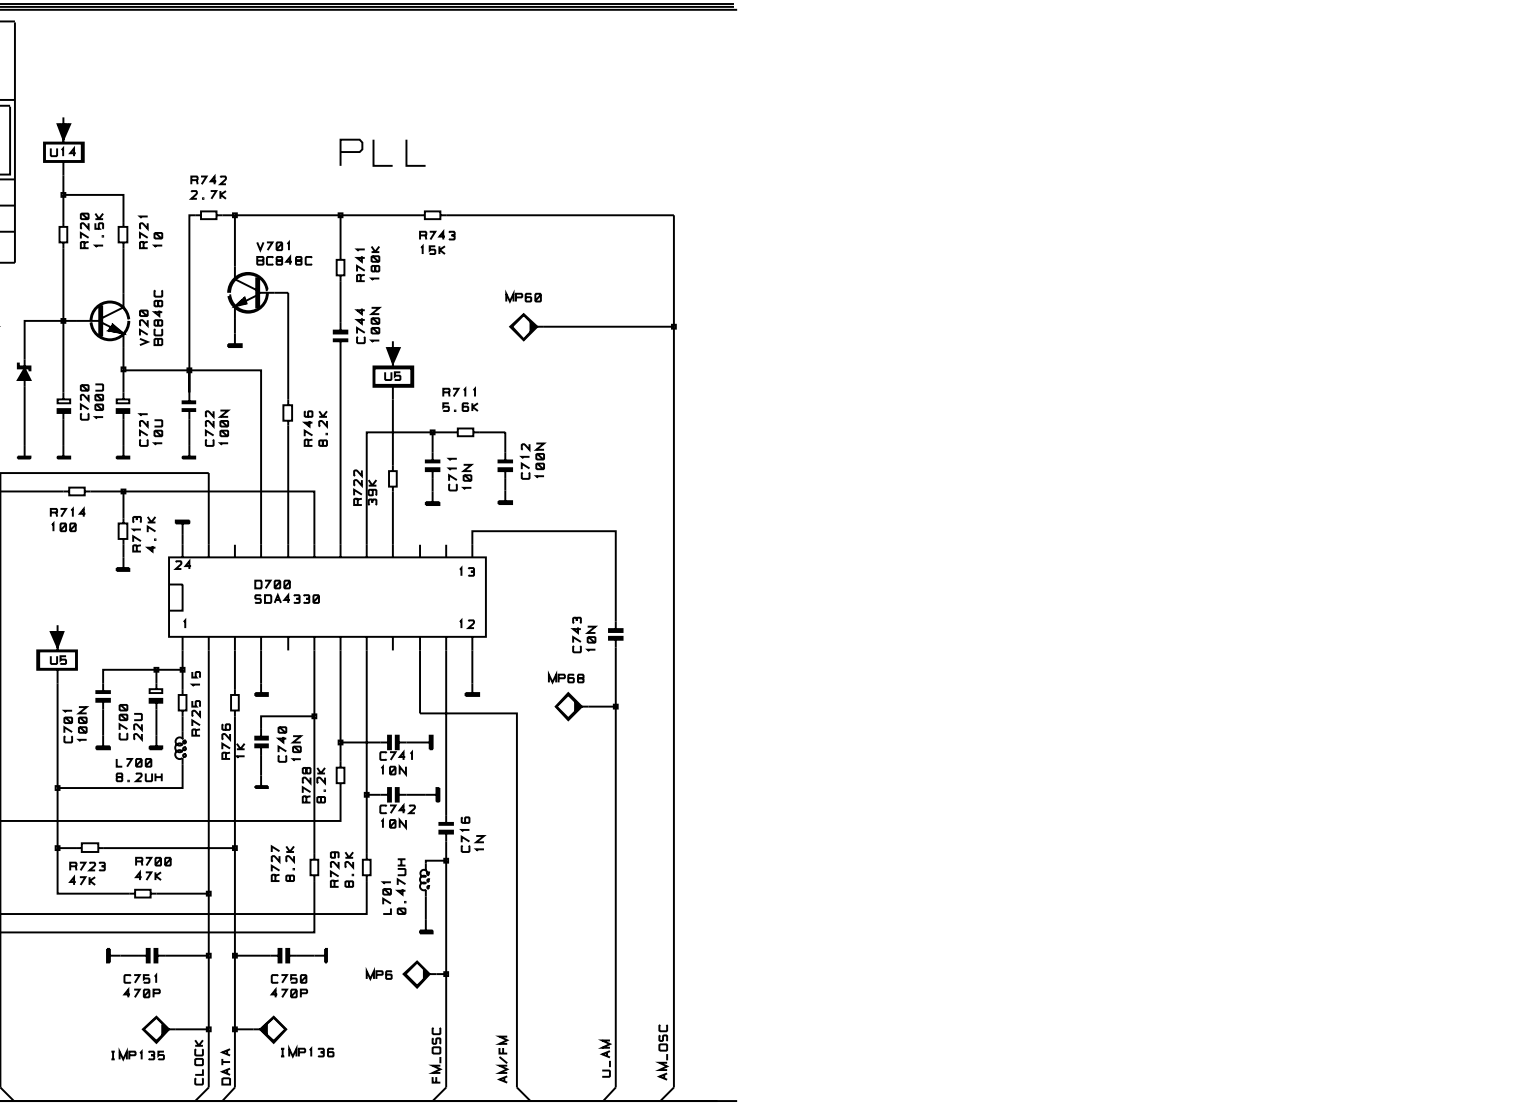 PLL
U14
R742
2.7K
R720
1.5K
R721
10
V701
BC848C
R741
180K
R743
15K
MP60
V720
BC848C
C744
100N
U5
C720
100U
C721
10U
C722
100N
R746
8.2K
R711
5.6K
R722
39K
C711
10N
C712
100N
R714
100
R713
4.7K
24
13
D700
SDA4330
1
12
U5
C743
10N
MP68
C701
100N
C700
22U
R725 15
R726
1K
C740
10N
L700
8.2UH
R728
8.2K
C741
10N
C742
10N
C716
1N
R723
47K
R700
47K
R727
8.2K
R729
8.2K
L701
0.47UH
C751
470P
C750
470P
MP6
IMP135
IMP136
CLOCK
DATA
FM_OSC
AM/FM
U_AM
AM_OSC